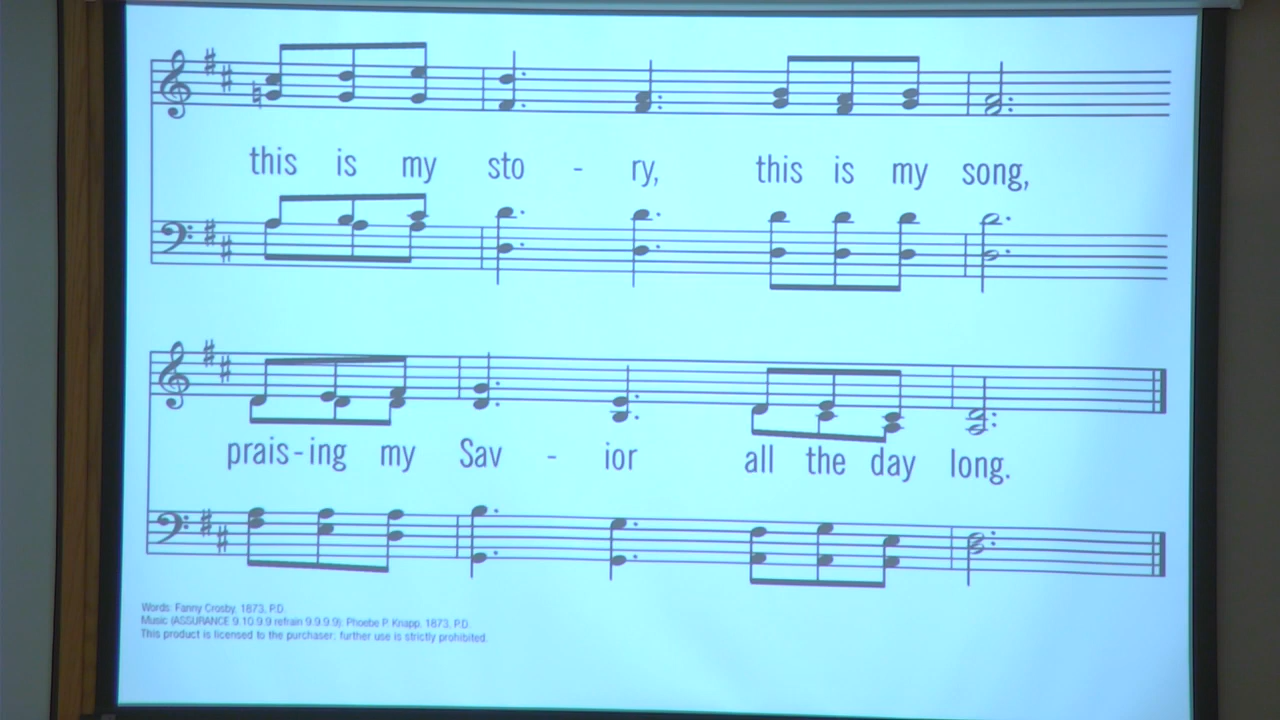 this is my sto - ry, this is my song,
prais-ing my Sav - ior all the day long.
Words: Fanny Crosby, 1873, P.D.
Music (ASSURANCE 9.10.9.9 refrain 9.9.9.9): Phoebe P. Knapp, 1873, P.D.
This product is licensed to the purchaser; further use is strictly prohibited.